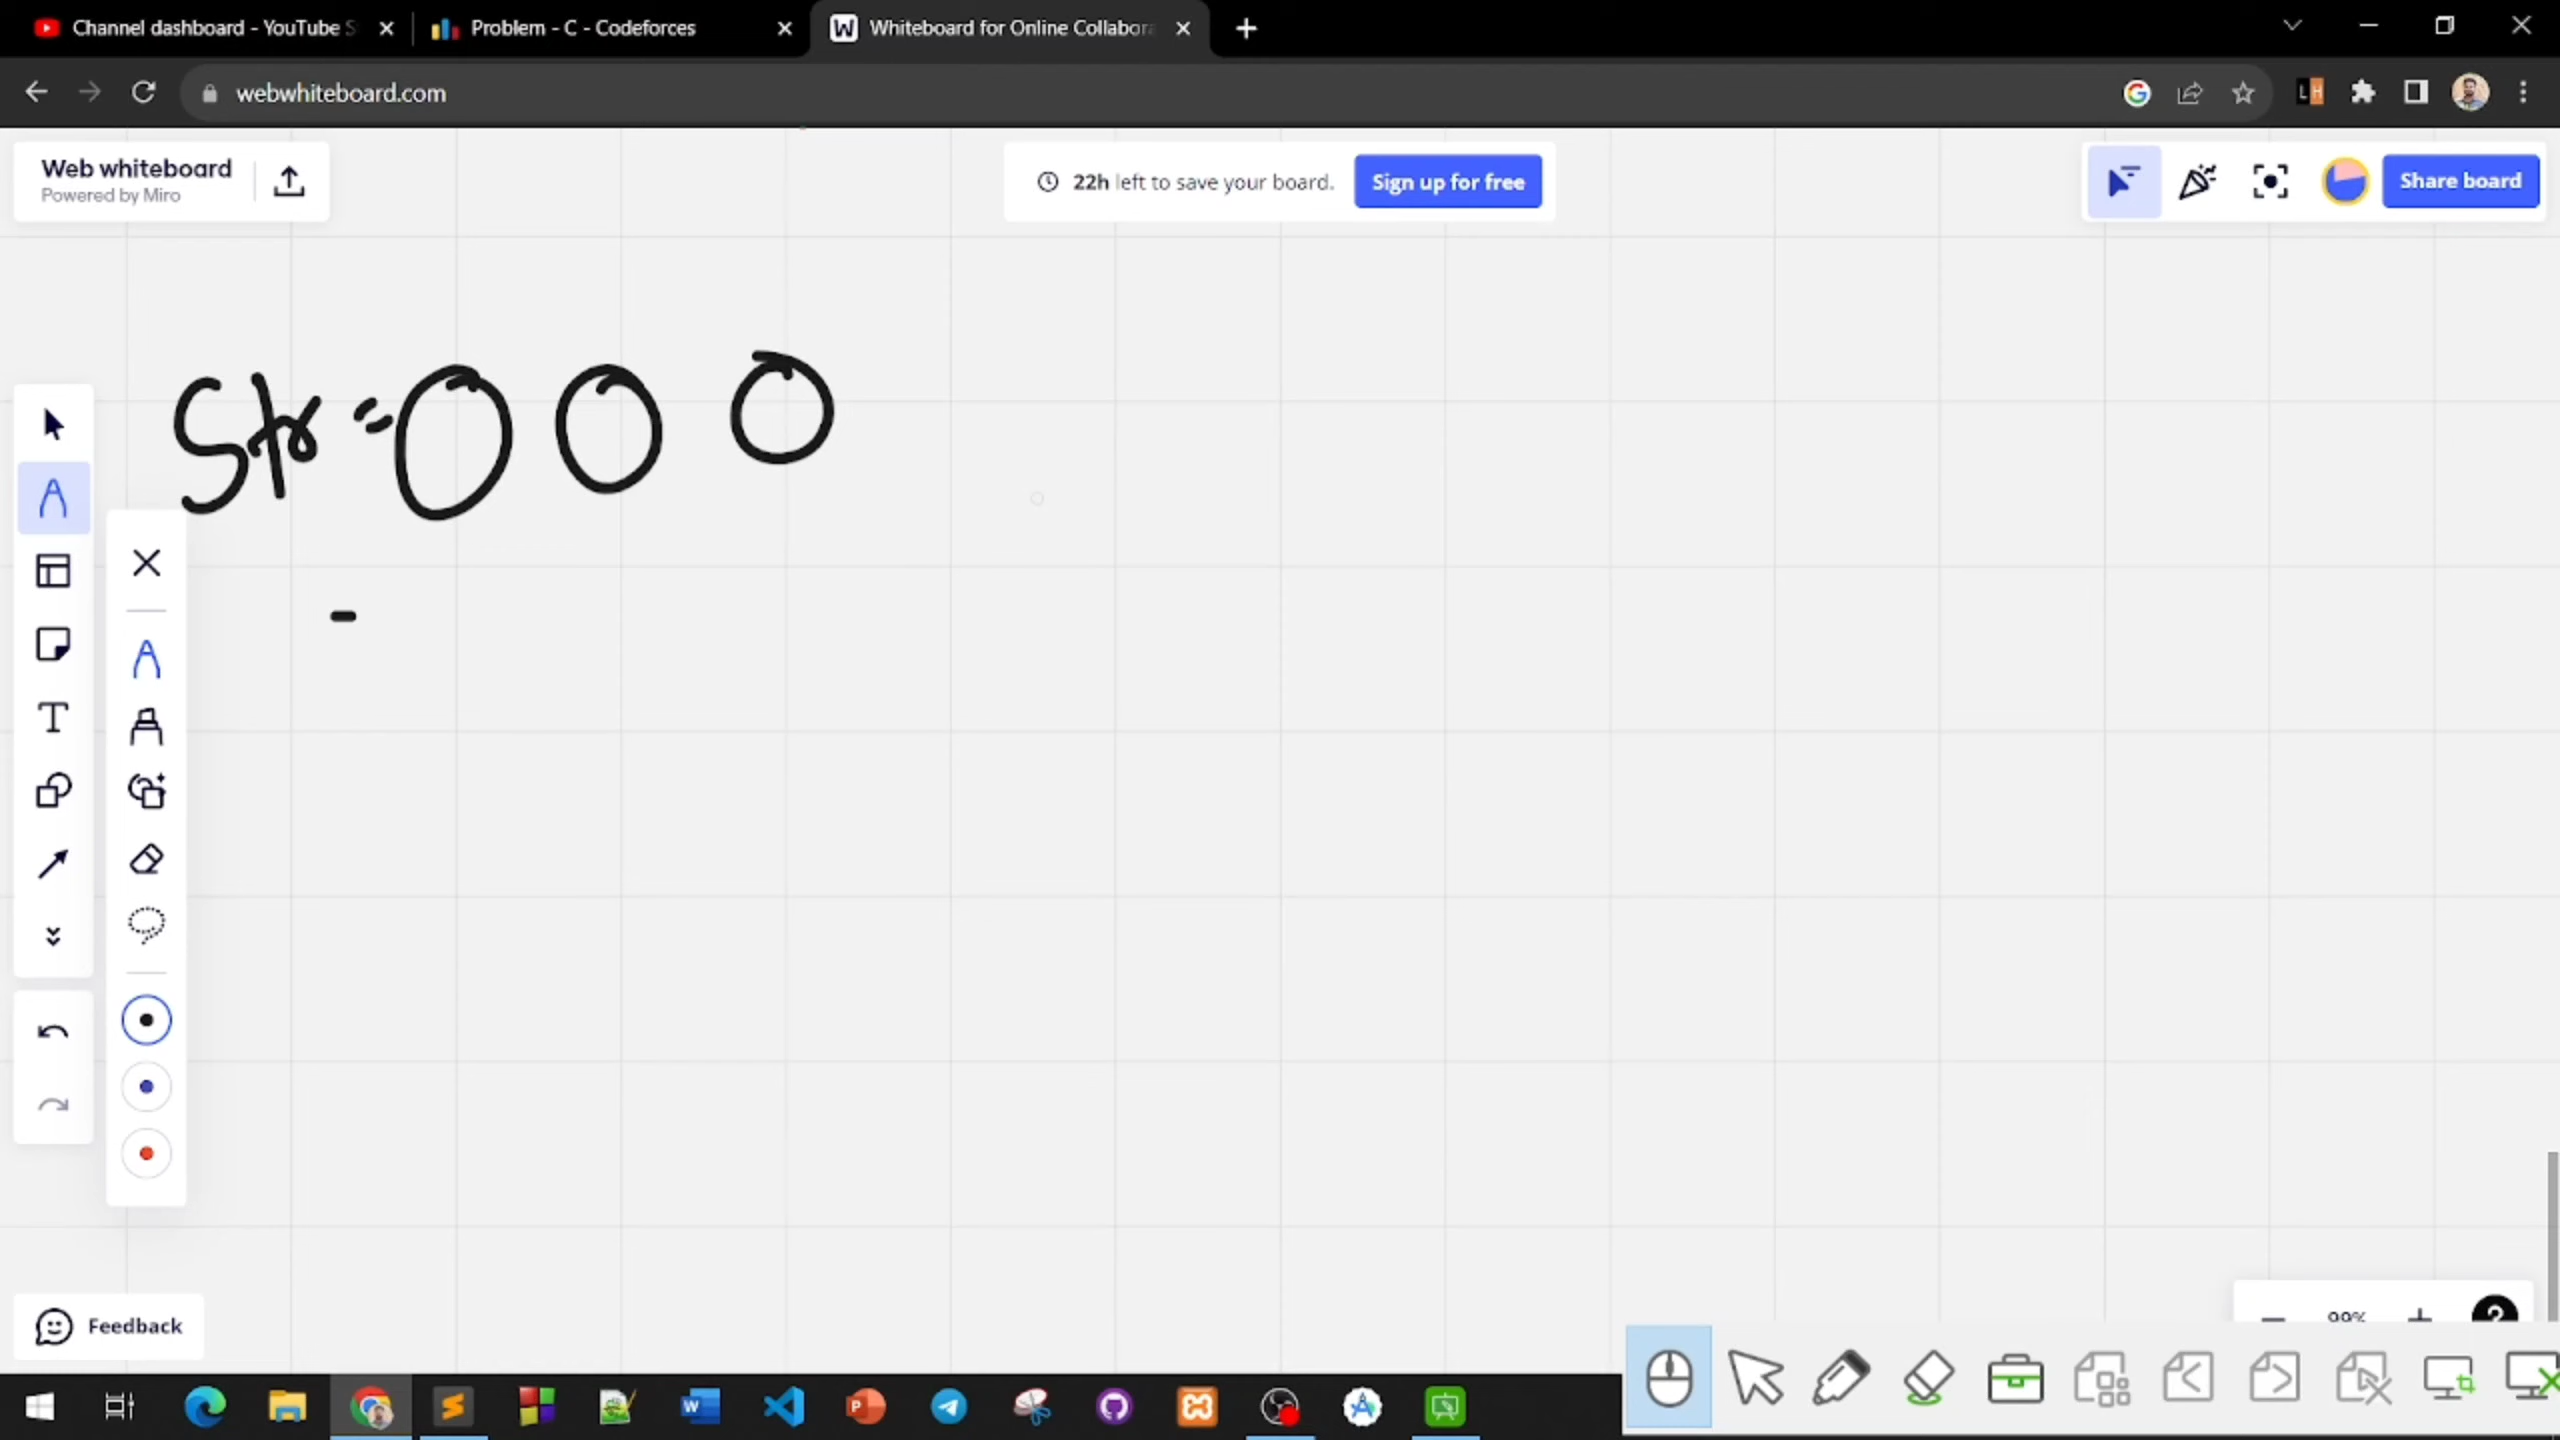 Channel dashboard - YouTube S
Problem - C - Codeforces
Whiteboard for Online Collabora
webwhiteboard.com
Web whiteboard
Powered by Miro
22h left to save your board.
Sign up for free
Share board
Str = 0 0 0
-
Feedback
99%